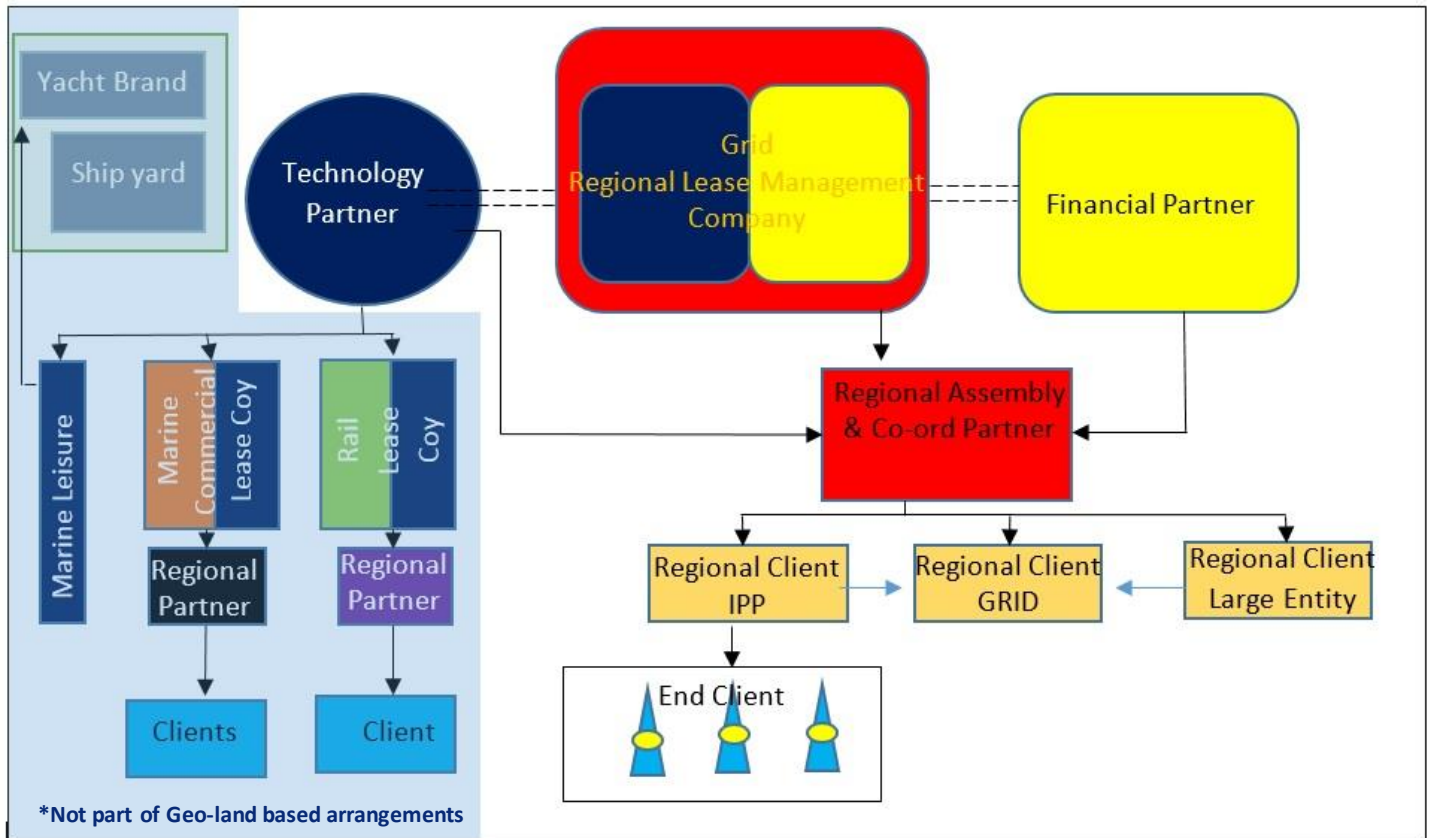 Yacht Brand
Ship yard
Technology
Partner
Grid
Regional Lease Management
Company
Financial Partner
Marine Leisure
Marine
Commercial
Lease Coy
Rail
Lease
Coy
Regional Assembly
& Co-ord Partner
Regional
Partner
Regional
Partner
Regional Client
IPP
Regional Client
GRID
Regional Client
Large Entity
End Client
Clients
Client
*Not part of Geo-land based arrangements